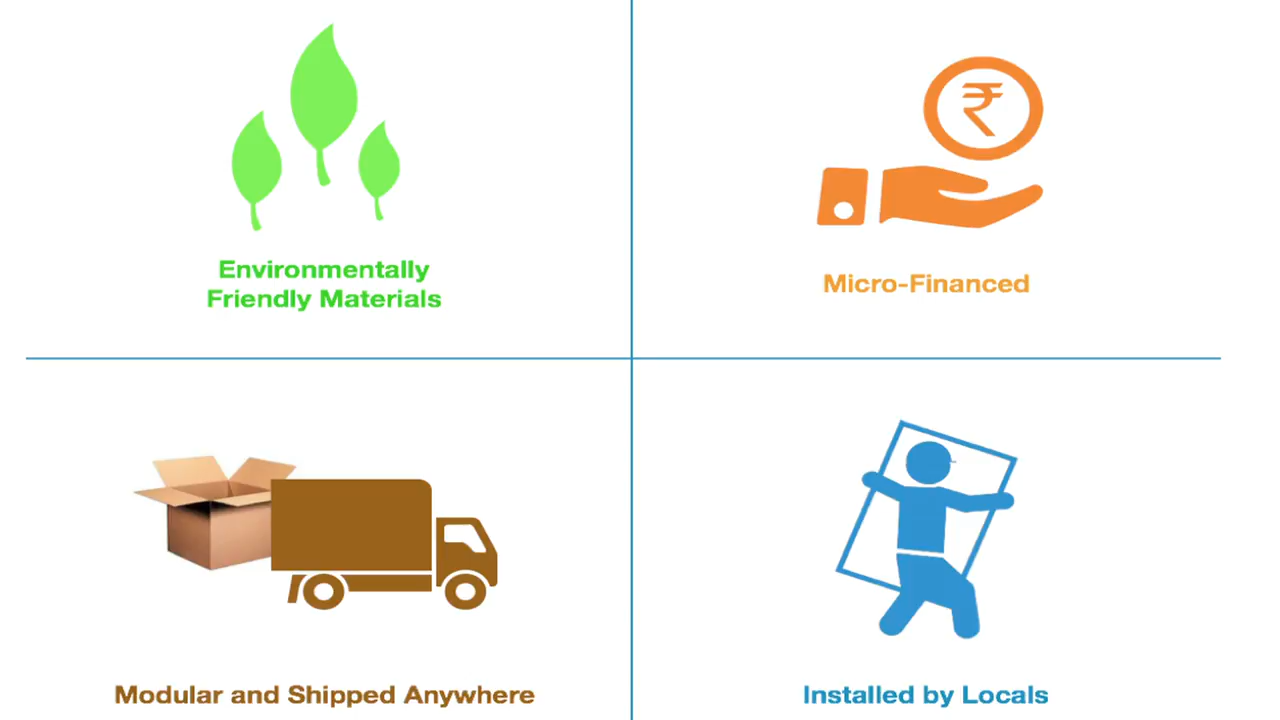 ₹
Environmentally
Friendly Materials
Micro-Financed
Modular and Shipped Anywhere
Installed by Locals